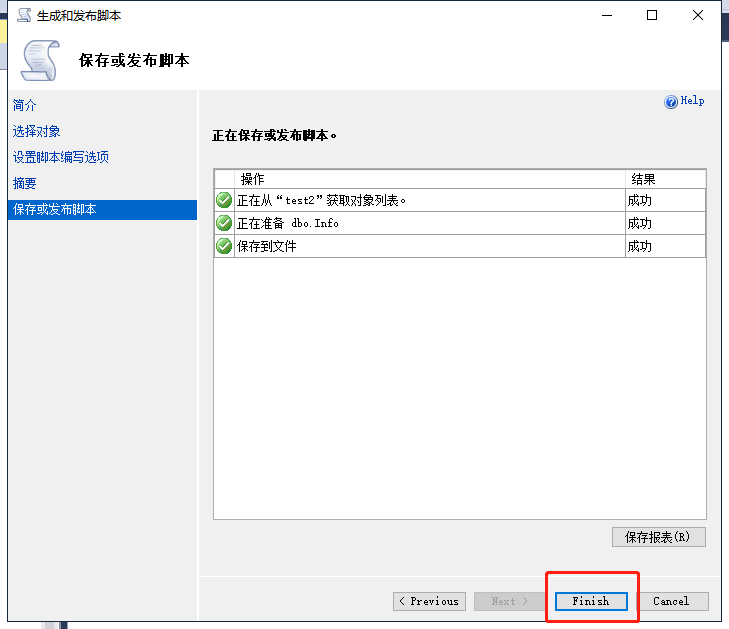 生成和发布脚本
保存或发布脚本
简介
选择对象
设置脚本编写选项
摘要
保存或发布脚本
Help
正在保存或发布脚本。
操作 结果
正在从“test2”获取对象列表。 成功
正在准备 dbo.Info 成功
保存到文件 成功
保存报表(R)
< Previous Next > Finish Cancel